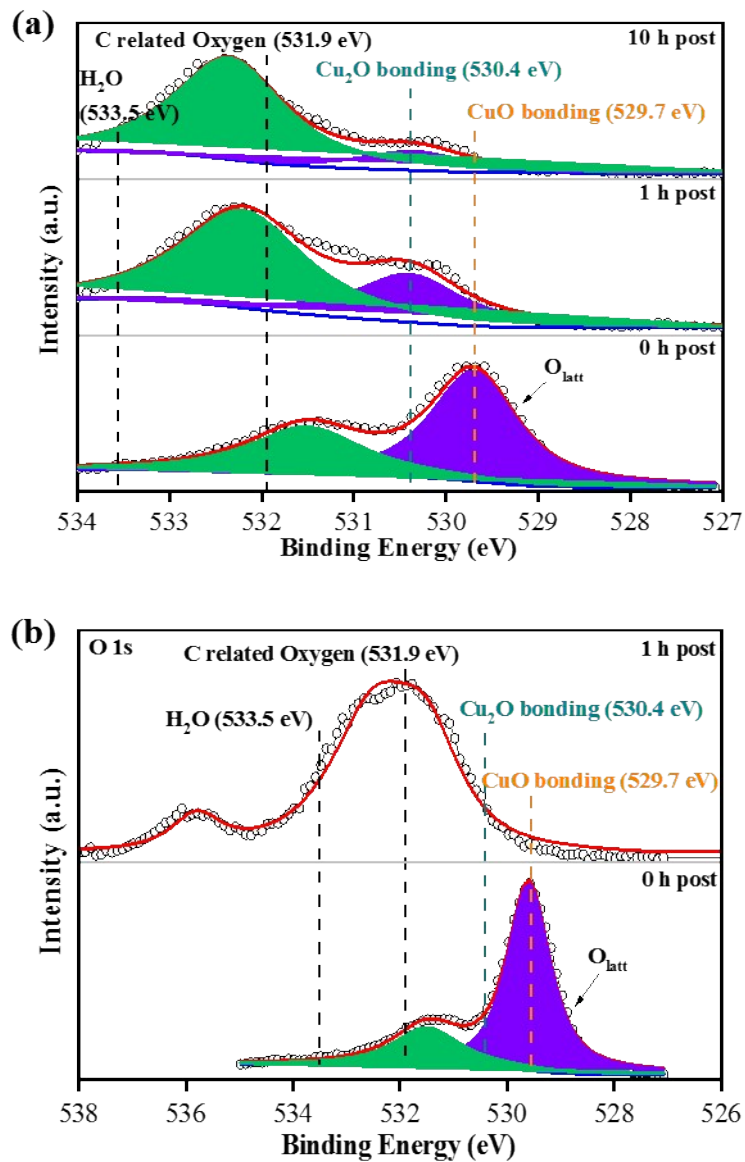 (a)
C related Oxygen (531.9 eV)
10 h post
H₂O
(533.5 eV)
Cu₂O bonding (530.4 eV)
CuO bonding (529.7 eV)
1 h post
0 h post
Oₗₐₜₜ
Intensity (a.u.)
534 533 532 531 530 529 528 527
Binding Energy (eV)
(b)
O 1s
C related Oxygen (531.9 eV)
1 h post
H₂O (533.5 eV)
Cu₂O bonding (530.4 eV)
CuO bonding (529.7 eV)
0 h post
Oₗₐₜₜ
Intensity (a.u.)
538 536 534 532 530 528 526
Binding Energy (eV)